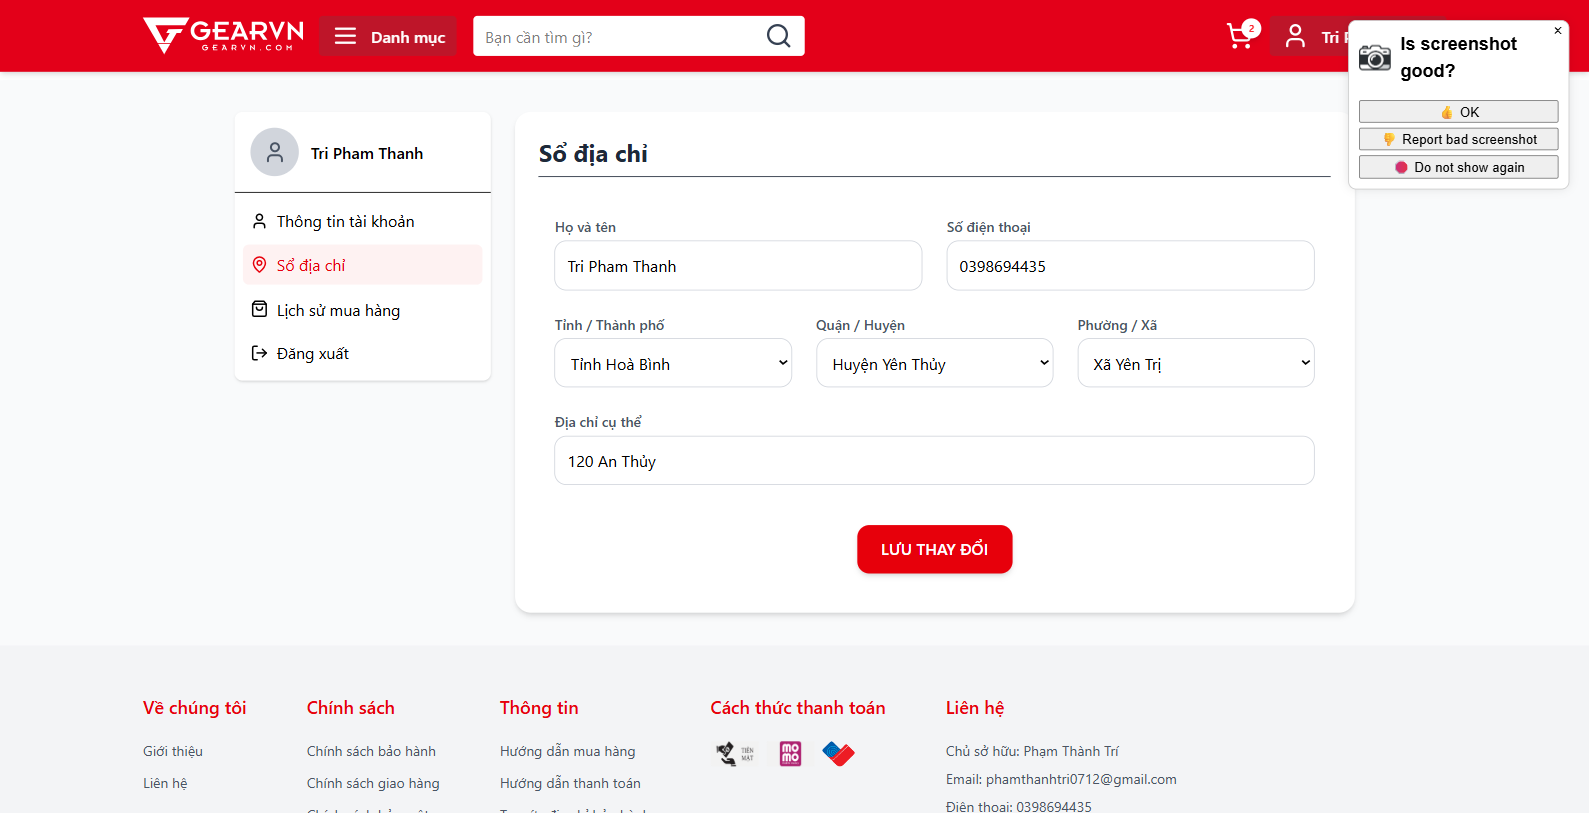 GEARVN
GEARVN.COM
Danh mục
Bạn cần tìm gì?
2
Tri
Is screenshot
good?
×
OK
Report bad screenshot
Do not show again
Tri Pham Thanh
Thông tin tài khoản
Sổ địa chỉ
Lịch sử mua hàng
Đăng xuất
Sổ địa chỉ
Họ và tên
Số điện thoại
Tri Pham Thanh
0398694435
Tỉnh / Thành phố
Quận / Huyện
Phường / Xã
Tỉnh Hoà Bình
Huyện Yên Thủy
Xã Yên Trị
Địa chỉ cụ thể
120 An Thủy
LƯU THAY ĐỔI
Về chúng tôi
Giới thiệu
Liên hệ
Chính sách
Chính sách bảo hành
Chính sách giao hàng
Thông tin
Hướng dẫn mua hàng
Hướng dẫn thanh toán
Cách thức thanh toán
TIỀN
MẶT
mo
mo
Liên hệ
Chủ sở hữu: Phạm Thành Trí
Email: phamthanhtri0712@gmail.com
Điện thoại: 0398694435